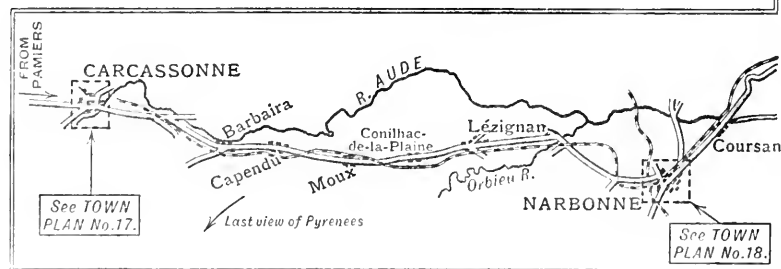 FROM
PAMIERS
CARCASSONNE
Barbaira
R. AUDE
Conilhac-
de-la-Plaine
Lézignan
Capendu
Moux
Orbieu R.
Coursan
NARBONNE
See TOWN
PLAN No.17.
Last view of Pyrenees
See TOWN
PLAN No.18.